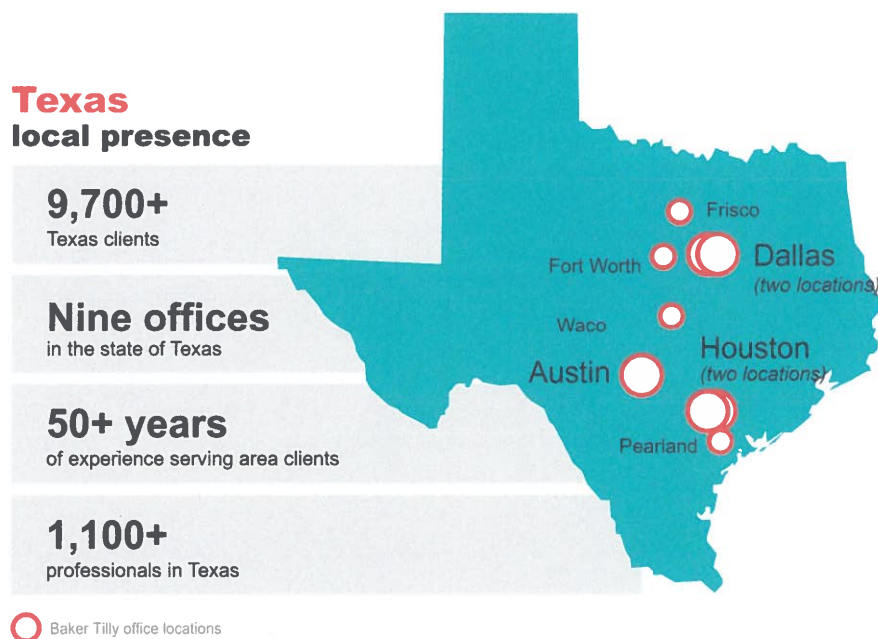 Texas
local presence
9,700+
Texas clients
Nine offices
in the state of Texas
50+ years
of experience serving area clients
1,100+
professionals in Texas
Frisco
Fort Worth
Dallas
(two locations)
Waco
Houston
(two locations)
Austin
Pearland
Baker Tilly office locations